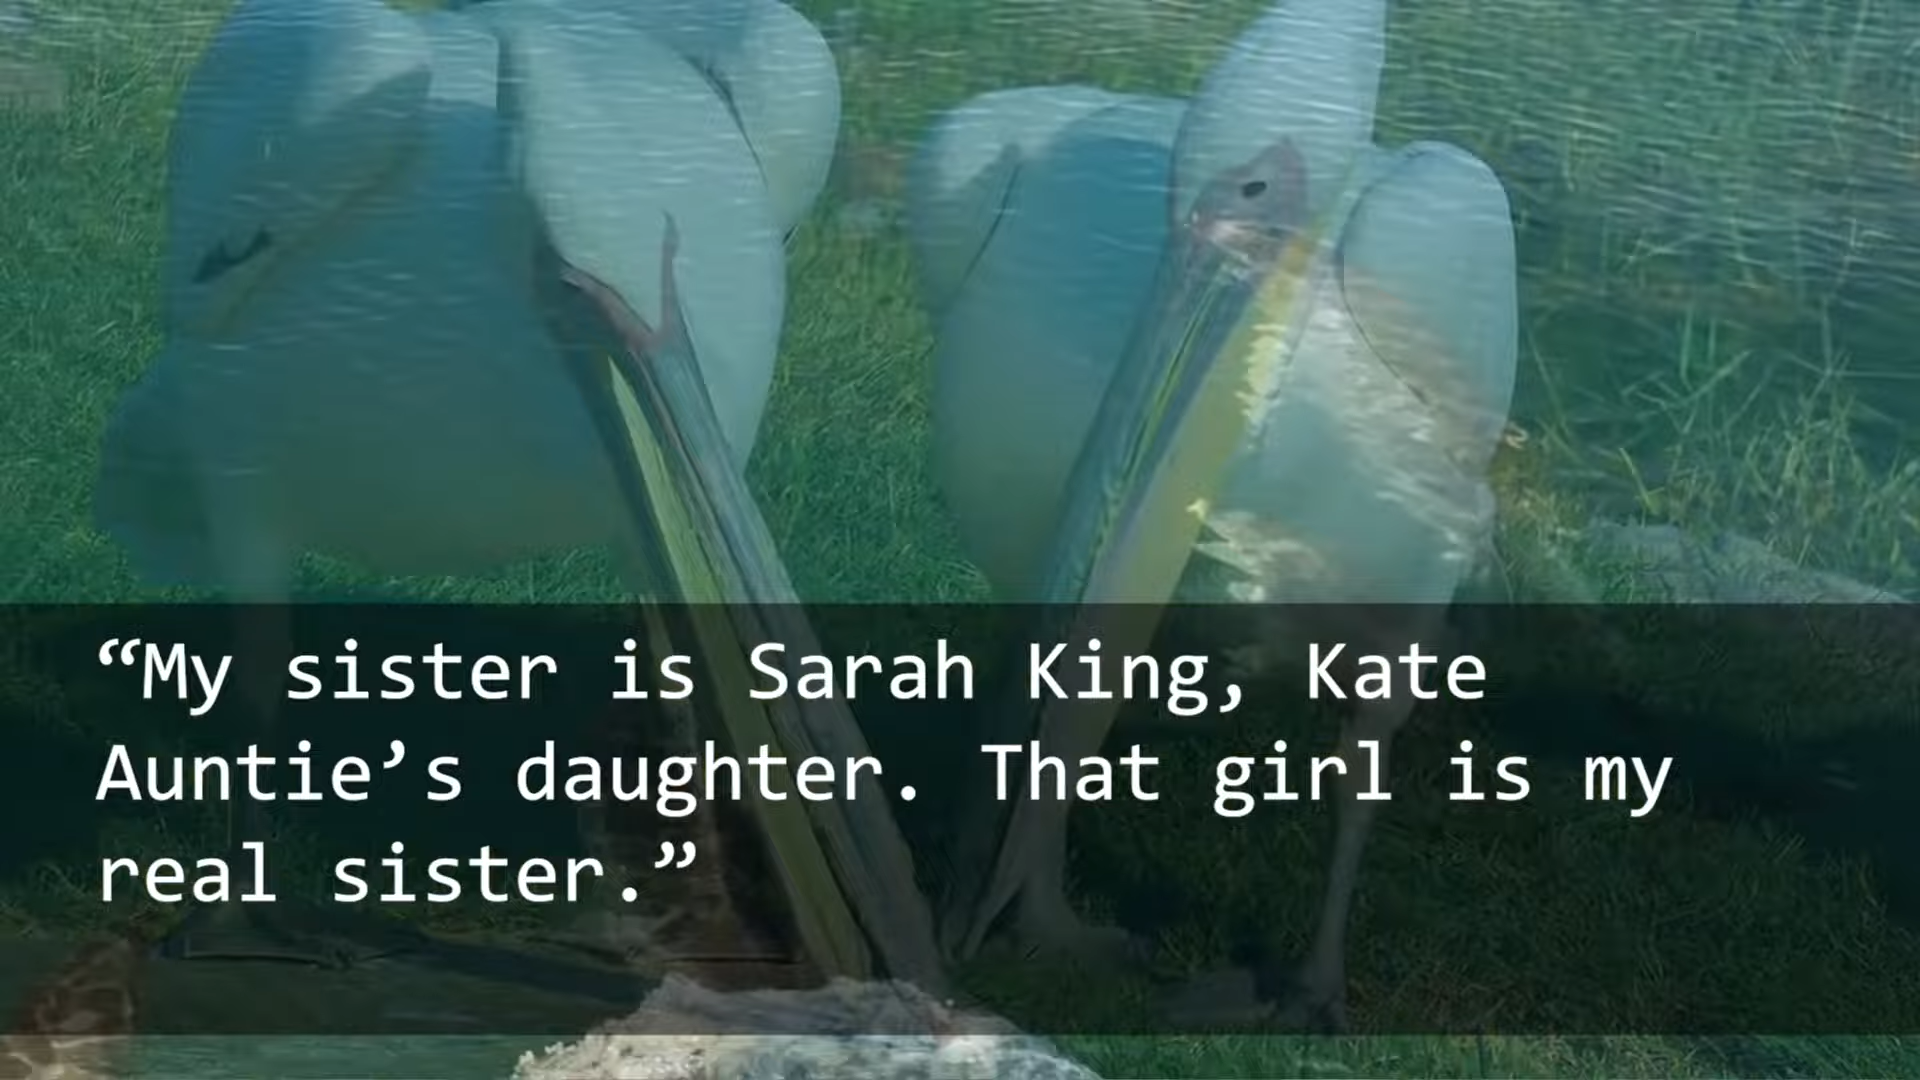 “My sister is Sarah King, Kate
Auntie’s daughter. That girl is my
real sister.”